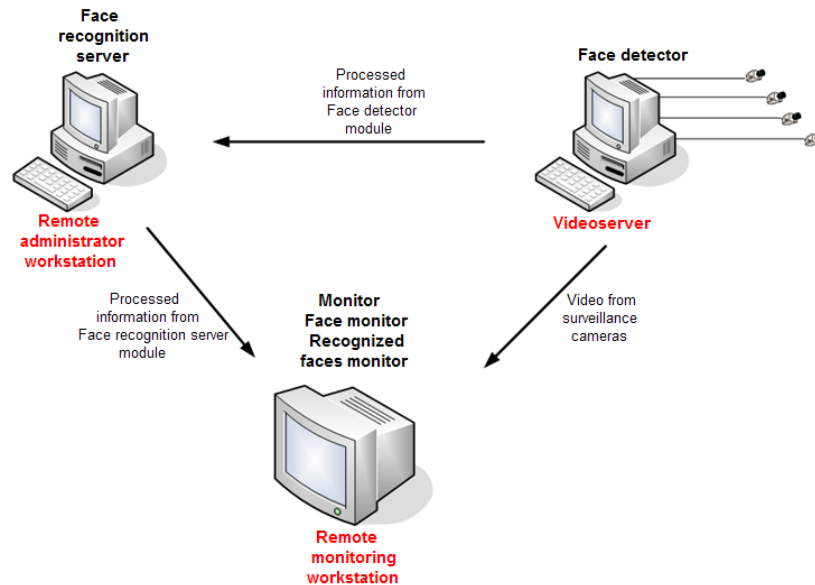 Face
recognition
server
Face detector
Processed
information from
Face detector
module
Remote
administrator
workstation
Videoserver
Processed
information from
Face recognition server
module
Monitor
Face monitor
Recognized
faces monitor
Video from
surveillance
cameras
Remote
monitoring
workstation